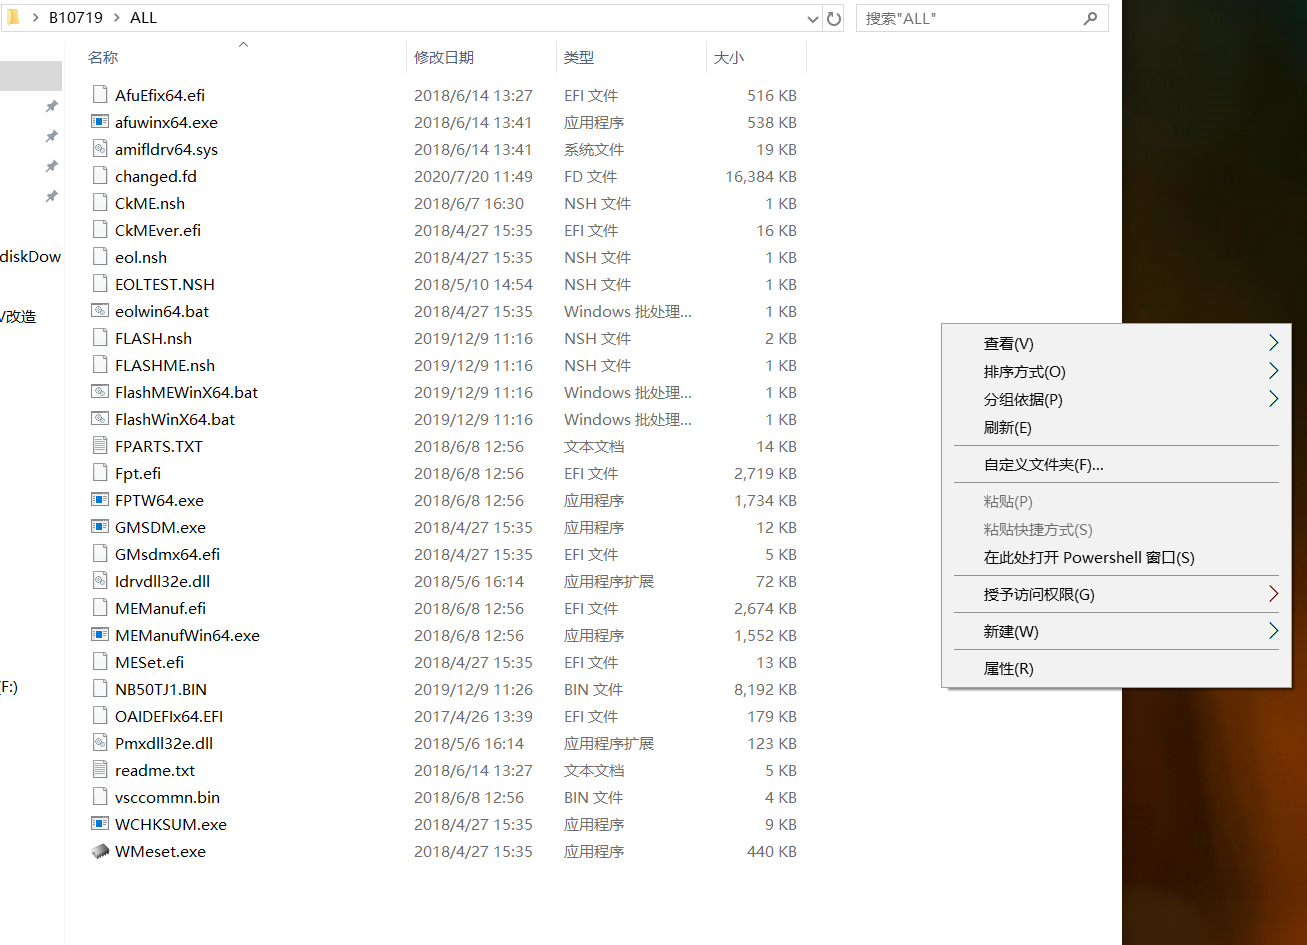 B10719 > ALL
搜索"ALL"
名称 修改日期 类型 大小
AfuEfix64.efi 2018/6/14 13:27 EFI 文件 516 KB
afuwinx64.exe 2018/6/14 13:41 应用程序 538 KB
amifldrv64.sys 2018/6/14 13:41 系统文件 19 KB
changed.fd 2020/7/20 11:49 FD 文件 16,384 KB
CkME.nsh 2018/6/7 16:30 NSH 文件 1 KB
CkMEver.efi 2018/4/27 15:35 EFI 文件 16 KB
diskDow
eol.nsh 2018/4/27 15:35 NSH 文件 1 KB
EOLTEST.NSH 2018/5/10 14:54 NSH 文件 1 KB
V改造
eolwin64.bat 2018/4/27 15:35 Windows 批处理... 1 KB
FLASH.nsh 2019/12/9 11:16 NSH 文件 2 KB
FLASHME.nsh 2019/12/9 11:16 NSH 文件 1 KB
FlashMEWinX64.bat 2019/12/9 11:16 Windows 批处理... 1 KB
FlashWinX64.bat 2019/12/9 11:16 Windows 批处理... 1 KB
FPARTS.TXT 2018/6/8 12:56 文本文档 14 KB
Fpt.efi 2018/6/8 12:56 EFI 文件 2,719 KB
FPTW64.exe 2018/6/8 12:56 应用程序 1,734 KB
GMSDM.exe 2018/4/27 15:35 应用程序 12 KB
GMsdmx64.efi 2018/4/27 15:35 EFI 文件 5 KB
Idrvdll32e.dll 2018/5/6 16:14 应用程序扩展 72 KB
MEManuf.efi 2018/6/8 12:56 EFI 文件 2,674 KB
MEManufWin64.exe 2018/6/8 12:56 应用程序 1,552 KB
MESet.efi 2018/4/27 15:35 EFI 文件 13 KB
(F:)
NB50TJ1.BIN 2019/12/9 11:26 BIN 文件 8,192 KB
OAIDEFIx64.EFI 2017/4/26 13:39 EFI 文件 179 KB
Pmxdll32e.dll 2018/5/6 16:14 应用程序扩展 123 KB
readme.txt 2018/6/14 13:27 文本文档 5 KB
vsccommn.bin 2018/6/8 12:56 BIN 文件 4 KB
WCHKSUM.exe 2018/4/27 15:35 应用程序 9 KB
WMeset.exe 2018/4/27 15:35 应用程序 440 KB
查看(V)
排序方式(O)
分组依据(P)
刷新(E)
自定义文件夹(F)...
粘贴(P)
粘贴快捷方式(S)
在此处打开 Powershell 窗口(S)
授予访问权限(G)
新建(W)
属性(R)